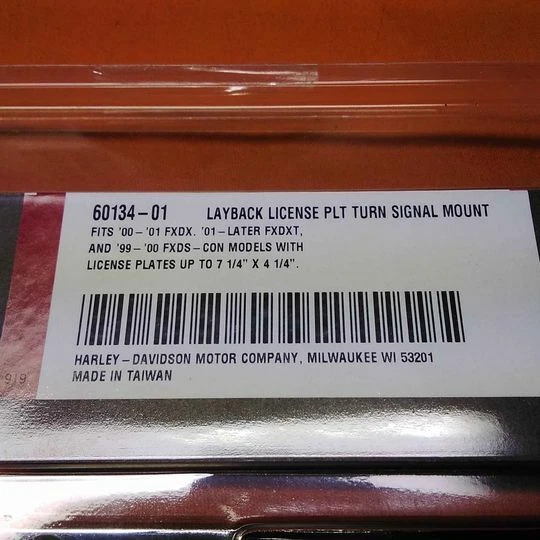 60134-01 LAYBACK LICENSE PLT TURN SIGNAL MOUNT
FITS '00-'01 FXDX. '01-LATER FXDXT,
AND '99-'00 FXDS-CON MODELS WITH
LICENSE PLATES UP TO 7 1/4" X 4 1/4".
HARLEY-DAVIDSON MOTOR COMPANY, MILWAUKEE WI 53201
MADE IN TAIWAN